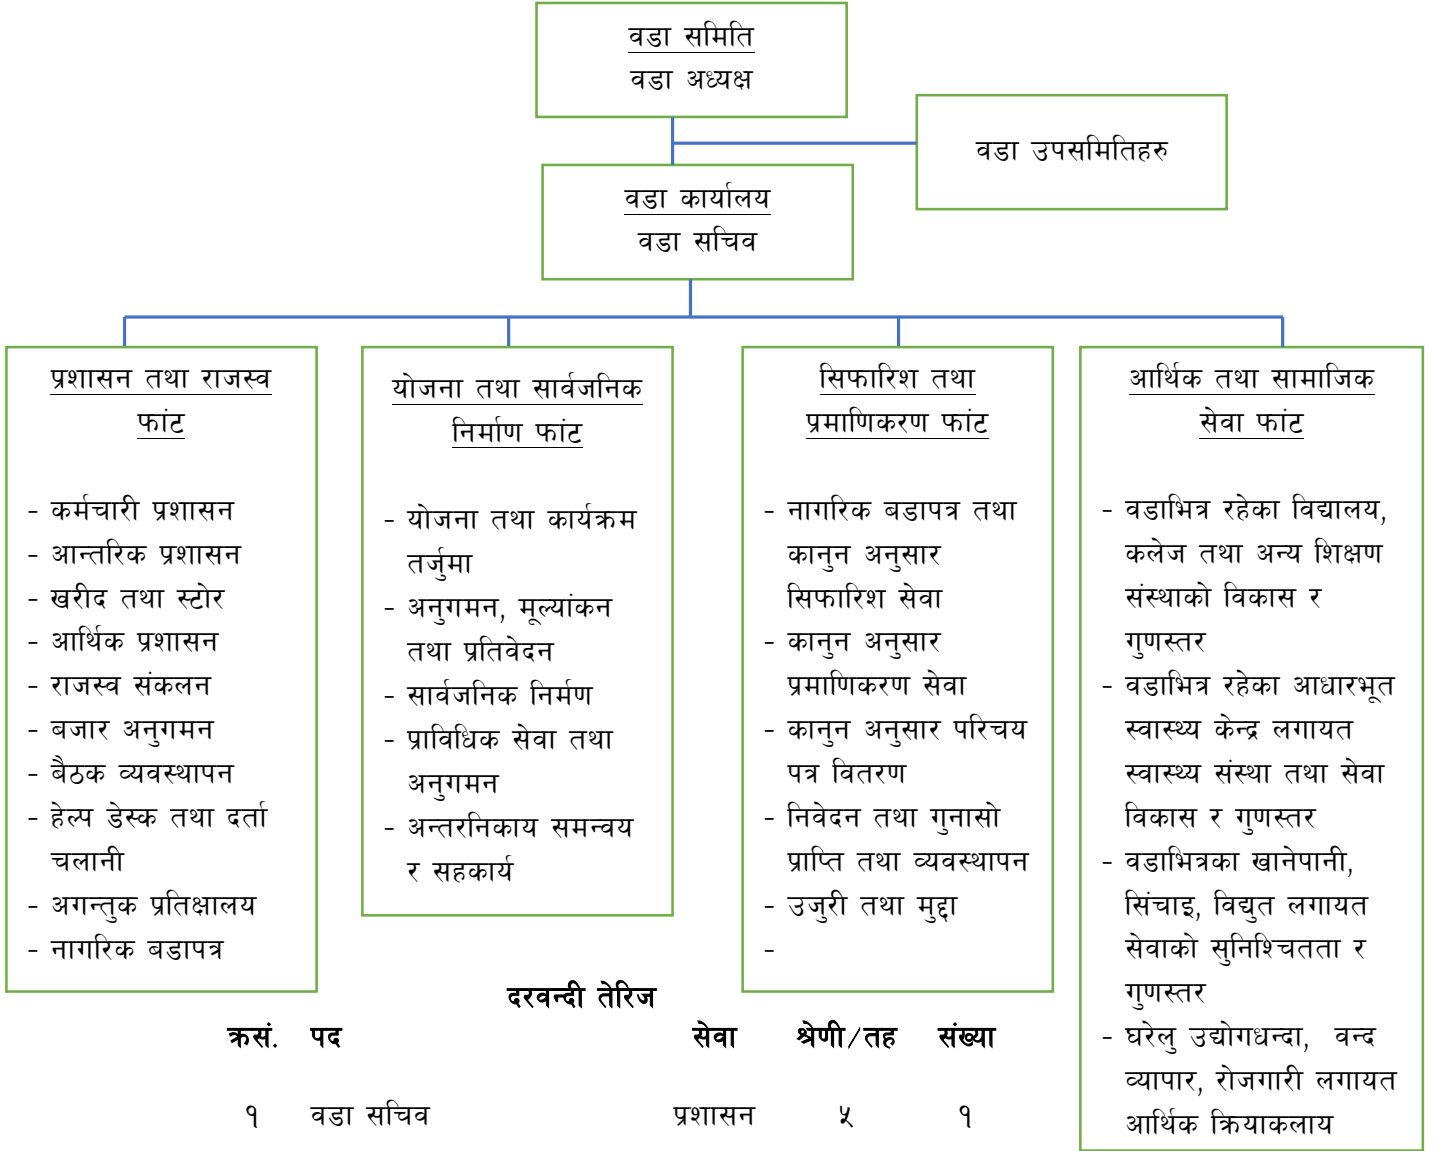 वडा समिति
वडा अध्यक्ष
वडा उपसमितिहरु
वडा कार्यालय
वडा सचिव
प्रशासन तथा राजस्व
फांट
- कर्मचारी प्रशासन
- आन्तरिक प्रशासन
- खरीद तथा स्टोर
- आर्थिक प्रशासन
- राजस्व संकलन
- बजार अनुगमन
- बैठक व्यवस्थापन
- हेल्प डेस्क तथा दर्ता
चलानी
- अगन्तुक प्रतिक्षालय
- नागरिक बडापत्र
योजना तथा सार्वजनिक
निर्माण फांट
- योजना तथा कार्यक्रम
तर्जुमा
- अनुगमन, मूल्यांकन
तथा प्रतिवेदन
- सार्वजनिक निर्मण
- प्राविधिक सेवा तथा
अनुगमन
- अन्तरनिकाय समन्वय
र सहकार्य
सिफारिश तथा
प्रमाणिकरण फांट
- नागरिक बडापत्र तथा
कानुन अनुसार
सिफारिश सेवा
- कानुन अनुसार
प्रमाणिकरण सेवा
- कानुन अनुसार परिचय
पत्र वितरण
- निवेदन तथा गुनासो
प्राप्ति तथा व्यवस्थापन
- उजुरी तथा मुद्दा
-
आर्थिक तथा सामाजिक
सेवा फांट
- वडाभित्र रहेका विद्यालय,
कलेज तथा अन्य शिक्षण
संस्थाको विकास र
गुणस्तर
- वडाभित्र रहेका आधारभूत
स्वास्थ्य केन्द्र लगायत
स्वास्थ्य संस्था तथा सेवा
विकास र गुणस्तर
- वडाभित्रका खानेपानी,
सिंचाइ, विद्युत लगायत
सेवाको सुनिश्चितता र
गुणस्तर
- घरेलु उद्योगधन्दा, वन्द
व्यापार, रोजगारी लगायत
आर्थिक क्रियाकलाय
दरवन्दी तेरिज
क्रसं. पद सेवा श्रेणी/तह संख्या
१ वडा सचिव प्रशासन ५ १